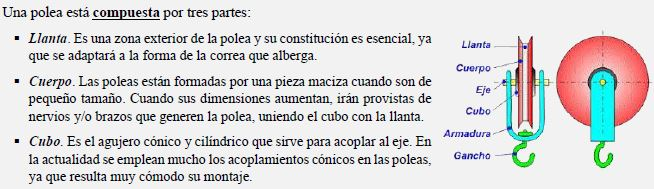 Una polea está compuesta por tres partes:
▪ Llanta. Es una zona exterior de la polea y su constitución es esencial, ya
que se adaptará a la forma de la correa que alberga.
▪ Cuerpo. Las poleas están formadas por una pieza maciza cuando son de
pequeño tamaño. Cuando sus dimensiones aumentan, irán provistas de
nervios y/o brazos que generen la polea, uniendo el cubo con la llanta.
▪ Cubo. Es el agujero cónico y cilíndrico que sirve para acoplar al eje. En
la actualidad se emplean mucho los acoplamientos cónicos en las poleas,
ya que resulta muy cómodo su montaje.
Llanta
Cuerpo
Eje
Cubo
Armadura
Gancho